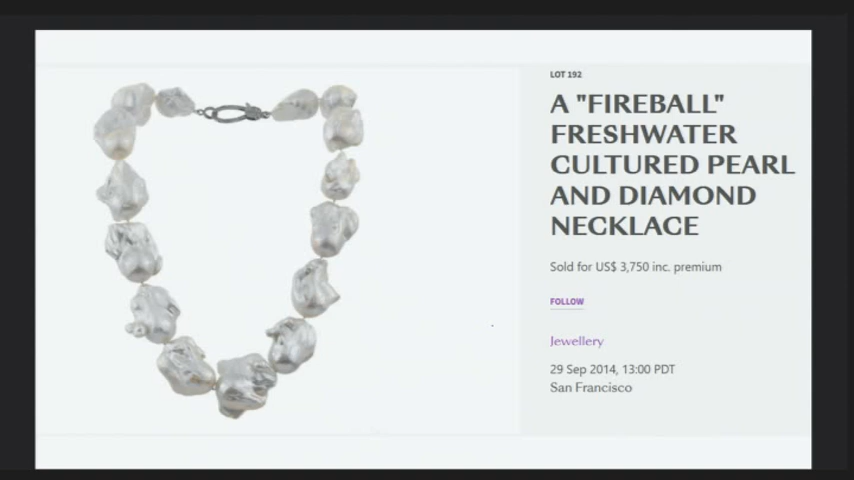 LOT 192
A "FIREBALL"
FRESHWATER
CULTURED PEARL
AND DIAMOND
NECKLACE
Sold for US$ 3,750 inc. premium
FOLLOW
Jewellery
29 Sep 2014, 13:00 PDT
San Francisco